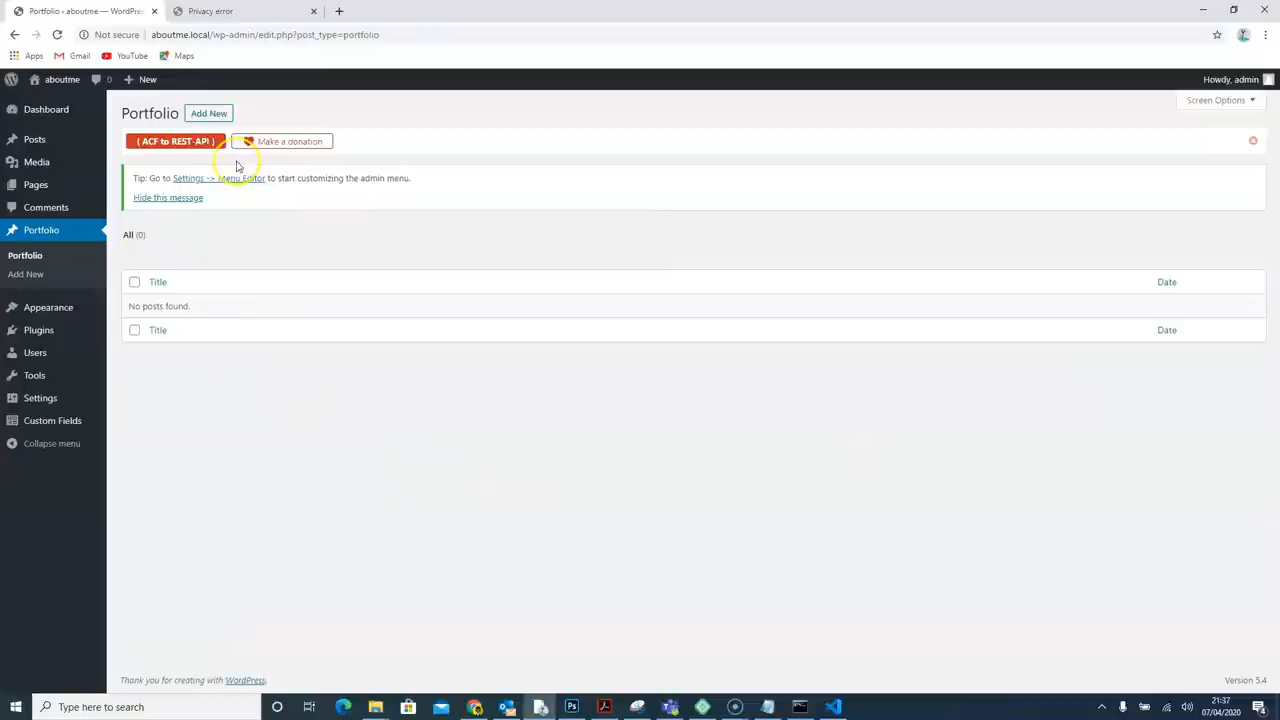 Portfolio ‹ aboutme — WordPres
Privacy error
Not secure
aboutme.local/wp-admin/edit.php?post_type=portfolio
Apps
Gmail
YouTube
Maps
aboutme
0
New
Howdy, admin
Dashboard
Posts
Media
Pages
Comments
Portfolio
Portfolio
Add New
Appearance
Plugins
Users
Tools
Settings
Custom Fields
Collapse menu
Portfolio
Add New
Screen Options
( ACF to REST-API )
Make a donation
Tip: Go to Settings -> Menu Editor to start customizing the admin menu.
Hide this message
All (0)
Title
Date
No posts found.
Title
Date
Thank you for creating with WordPress.
Version 5.4
Type here to search
21:37
07/04/2020